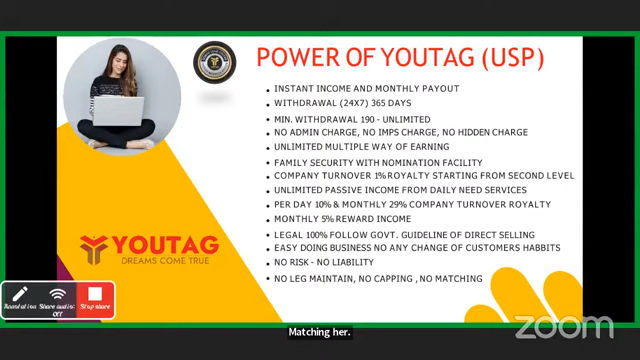 POWER OF YOUTAG (USP)
INSTANT INCOME AND MONTHLY PAYOUT
WITHDRAWAL (24X7) 365 DAYS
MIN. WITHDRAWAL 190 - UNLIMITED
NO ADMIN CHARGE, NO IMPS CHARGE, NO HIDDEN CHARGE
UNLIMITED MULTIPLE WAY OF EARNING
FAMILY SECURITY WITH NOMINATION FACILITY
COMPANY TURNOVER 1% ROYALTY STARTING FROM SECOND LEVEL
UNLIMITED PASSIVE INCOME FROM DAILY NEED SERVICES
PER DAY 10% & MONTHLY 29% COMPANY TURNOVER ROYALTY
MONTHLY 5% REWARD INCOME
LEGAL 100% FOLLOW GOVT. GUIDELINE OF DIRECT SELLING
EASY DOING BUSINESS NO ANY CHANGE OF CUSTOMERS HABBITS
NO RISK - NO LIABILITY
NO LEG MAINTAIN, NO CAPPING , NO MATCHING
YOUTAG
DREAMS COME TRUE
Annotation
Share audio: Off
Stop share
zoom
Matching her.